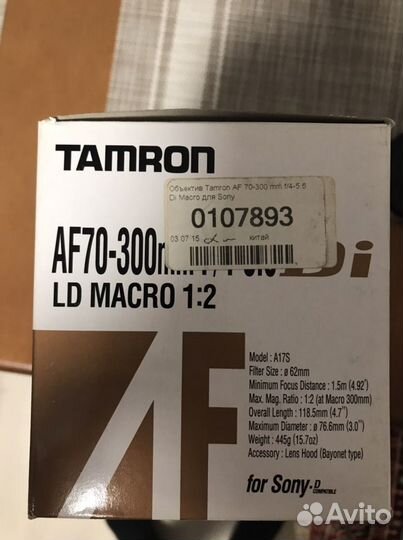 TAMRON
Объектив Tamron AF 70-300 mm f/4-5.6
Di Macro для Sony
0107893
03.07.15 китай
AF70-300mm Di
LD MACRO 1:2
AF
Model : A17S
Filter Size : ø 62mm
Minimum Focus Distance : 1.5m (4.92')
Max. Mag. Ratio : 1:2 (at Macro 300mm)
Overall Length : 118.5mm (4.7")
Maximum Diameter : ø 76.6mm (3.0")
Weight : 445g (15.7oz)
Accessory : Lens Hood (Bayonet type)
for Sony·D
COMPATIBLE
Avito